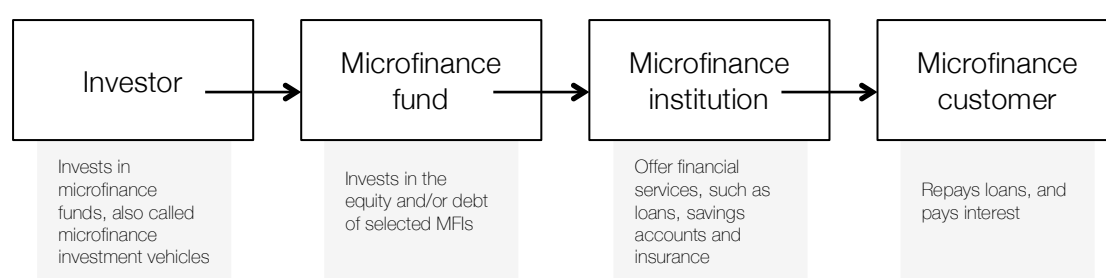 Investor
Microfinance
fund
Microfinance
institution
Microfinance
customer
Invests in
microfinance
funds, also called
microfinance
investment vehicles
Invests in the
equity and/or debt
of selected MFIs
Offer financial
services, such as
loans, savings
accounts and
insurance
Repays loans, and
pays interest